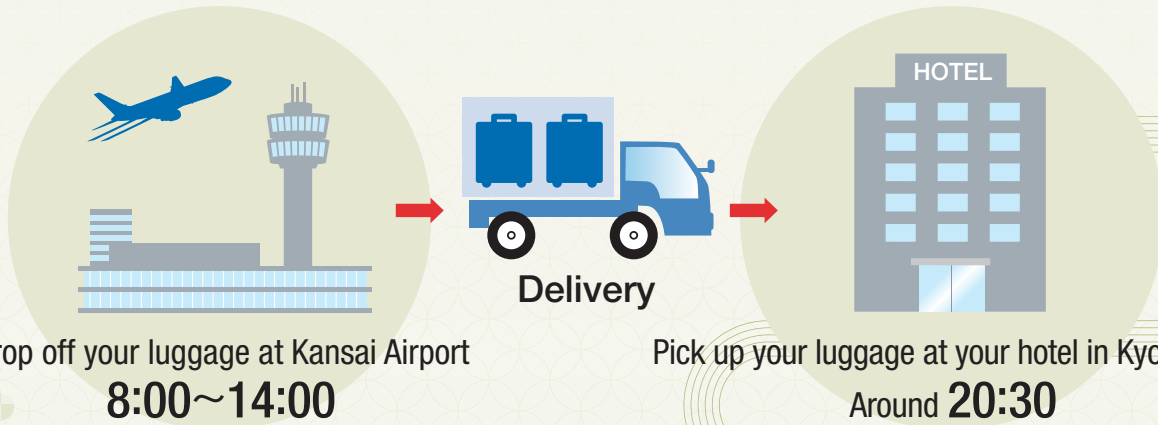 HOTEL
Delivery
rop off your luggage at Kansai Airport
8:00~14:00
Pick up your luggage at your hotel in Kyo
Around 20:30